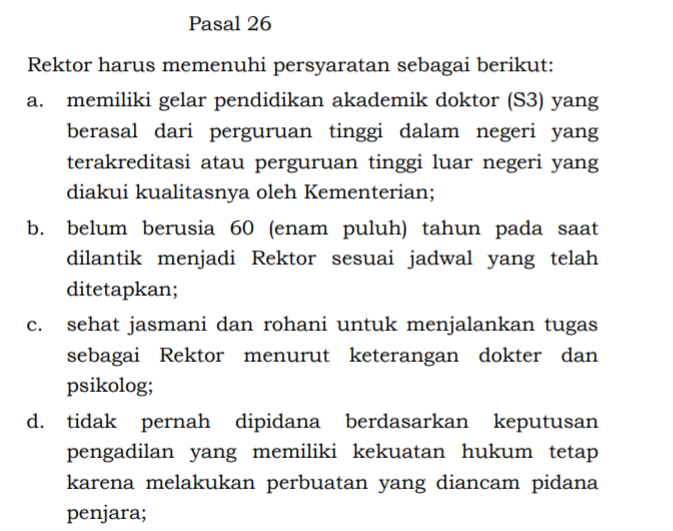 Pasal 26
Rektor harus memenuhi persyaratan sebagai berikut:
a. memiliki gelar pendidikan akademik doktor (S3) yang
berasal dari perguruan tinggi dalam negeri yang
terakreditasi atau perguruan tinggi luar negeri yang
diakui kualitasnya oleh Kementerian;
b. belum berusia 60 (enam puluh) tahun pada saat
dilantik menjadi Rektor sesuai jadwal yang telah
ditetapkan;
c. sehat jasmani dan rohani untuk menjalankan tugas
sebagai Rektor menurut keterangan dokter dan
psikolog;
d. tidak pernah dipidana berdasarkan keputusan
pengadilan yang memiliki kekuatan hukum tetap
karena melakukan perbuatan yang diancam pidana
penjara;